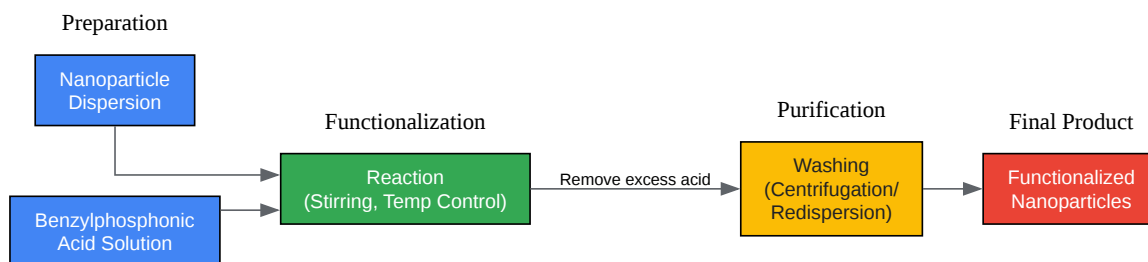 Preparation
Nanoparticle
Dispersion
Benzylphosphonic
Acid Solution
Functionalization
Reaction
(Stirring, Temp Control)
Remove excess acid
Purification
Washing
(Centrifugation/
Redispersion)
Final Product
Functionalized
Nanoparticles